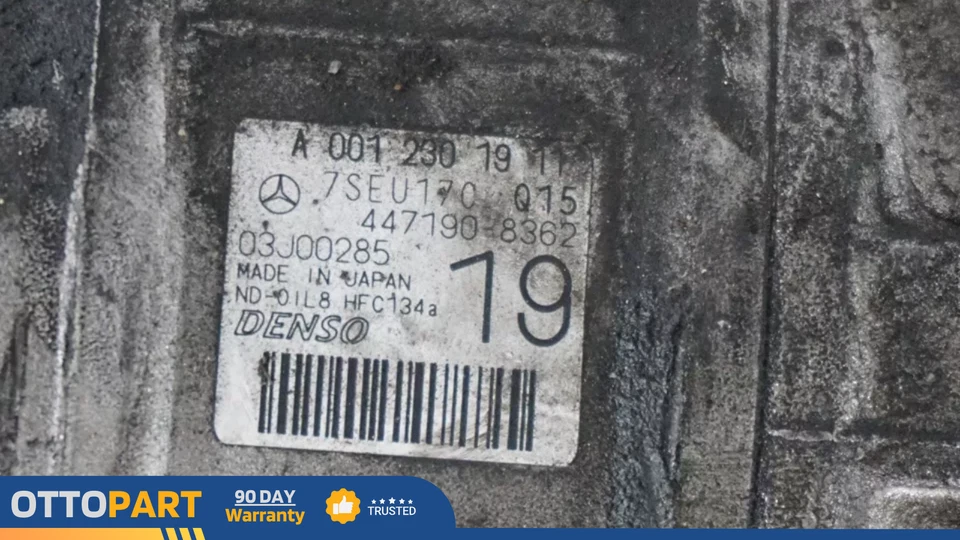 A 001 230 19 11
7SEU17C Q15
447190-8362
03J00285
19
MADE IN JAPAN
ND-OIL8 HFC134a
DENSO
OTTOPART
90 DAY
Warranty
TRUSTED